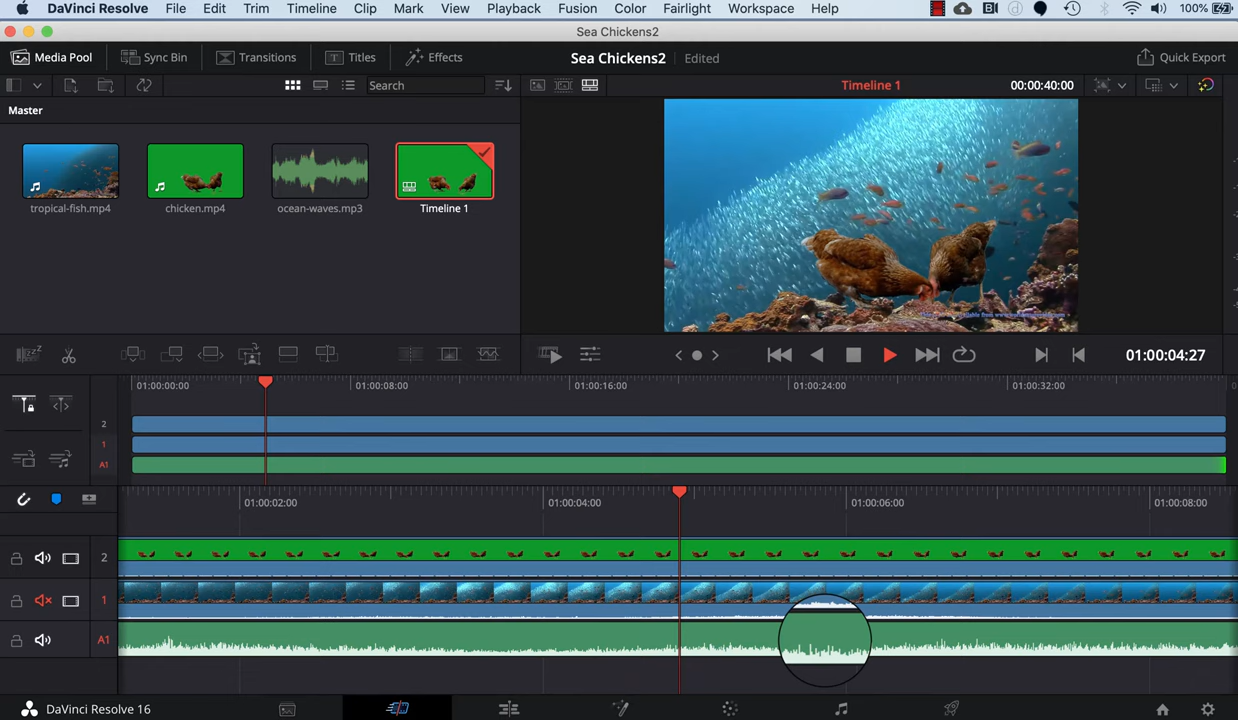 DaVinci Resolve File Edit Trim Timeline Clip Mark View Playback Fusion Color Fairlight Workspace Help 100%
Sea Chickens2
Media Pool Sync Bin Transitions Titles Effects Sea Chickens2 Edited Quick Export
Search Timeline 1 00:00:40:00
Master
tropical-fish.mp4 chicken.mp4 ocean-waves.mp3 Timeline 1
01:00:04:27
01:00:00:00 01:00:08:00 01:00:16:00 01:00:24:00 01:00:32:00
2
1
A1
01:00:02:00 01:00:04:00 01:00:06:00 01:00:08:00
2
1
A1
DaVinci Resolve 16